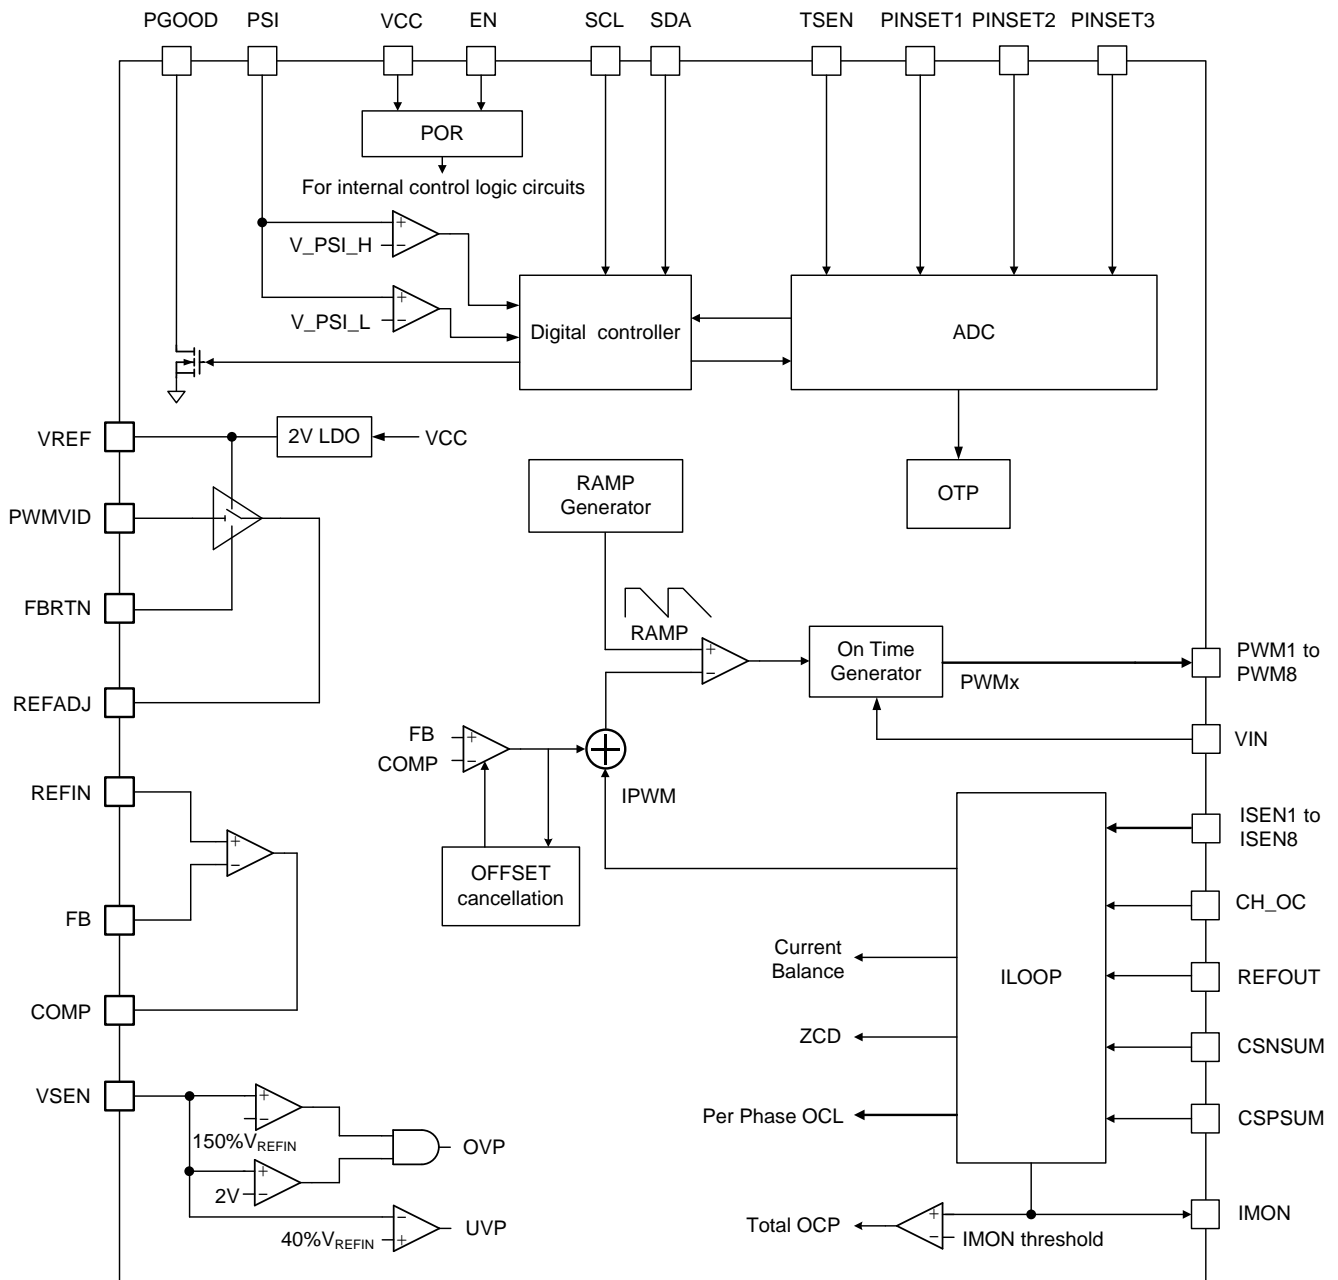 PGOOD
PSI
VCC
EN
SCL
SDA
TSEN
PINSET1
PINSET2
PINSET3
POR
For internal control logic circuits
+
−
V_PSI_H
+
−
V_PSI_L
Digital controller
ADC
VREF
2V LDO
VCC
PWMVID
RAMP
Generator
OTP
FBRTN
RAMP
+
−
On Time
Generator
PWMx
PWM1 to
PWM8
REFADJ
FB
COMP
+
−
VIN
REFIN
IPWM
ISEN1 to
ISEN8
+
−
OFFSET
cancellation
FB
CH_OC
Current
Balance
ILOOP
REFOUT
COMP
ZCD
CSNSUM
VSEN
+
−
150%VREFIN
Per Phase OCL
CSPSUM
OVP
+
−
2V
−
+
40%VREFIN
UVP
Total OCP
+
−
IMON threshold
IMON